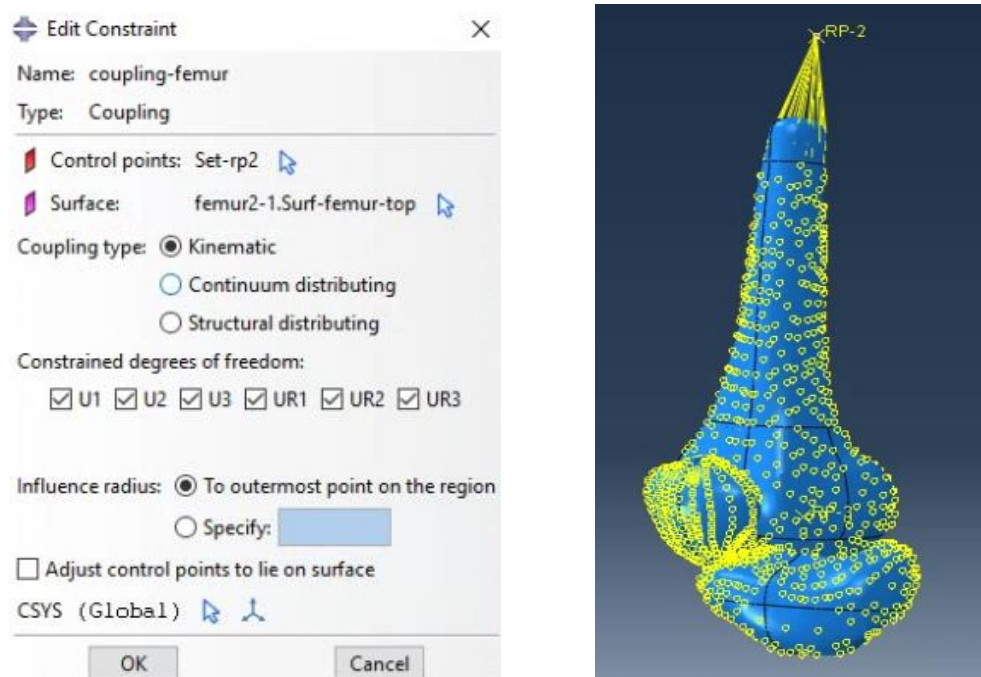 Edit Constraint
Name: coupling-femur
Type: Coupling
Control points: Set-rp2
Surface: femur2-1.Surf-femur-top
Coupling type: Kinematic
Continuum distributing
Structural distributing
Constrained degrees of freedom:
U1 U2 U3 UR1 UR2 UR3
Influence radius: To outermost point on the region
Specify:
Adjust control points to lie on surface
CSYS (Global)
OK Cancel
RP-2